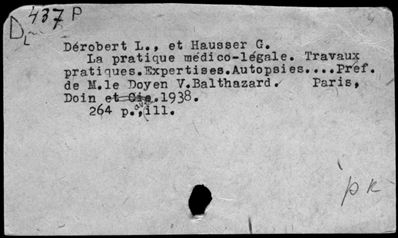 D₂ 437 P
Dérobert L., et Hausser G.
La pratique médico-légale. Travaux
pratiques.Expertises.Autopsies....Préf.
de M.le Doyen V.Balthazard. Paris,
Doin et Cie.1938.
264 p., ill.
pk